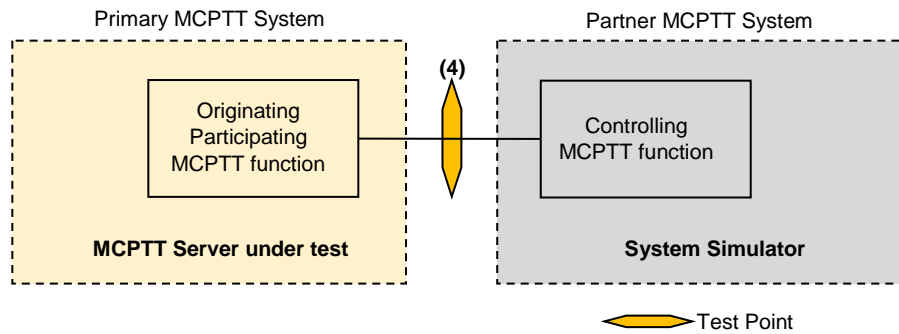 Primary MCPTT System
Partner MCPTT System
(4)
Originating
Participating
MCPTT function
Controlling
MCPTT function
MCPTT Server under test
System Simulator
Test Point